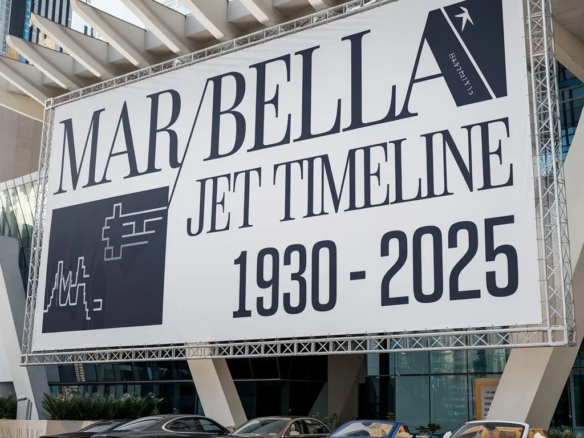 MAR/BELLA
JET TIMELINE
1930 - 2025